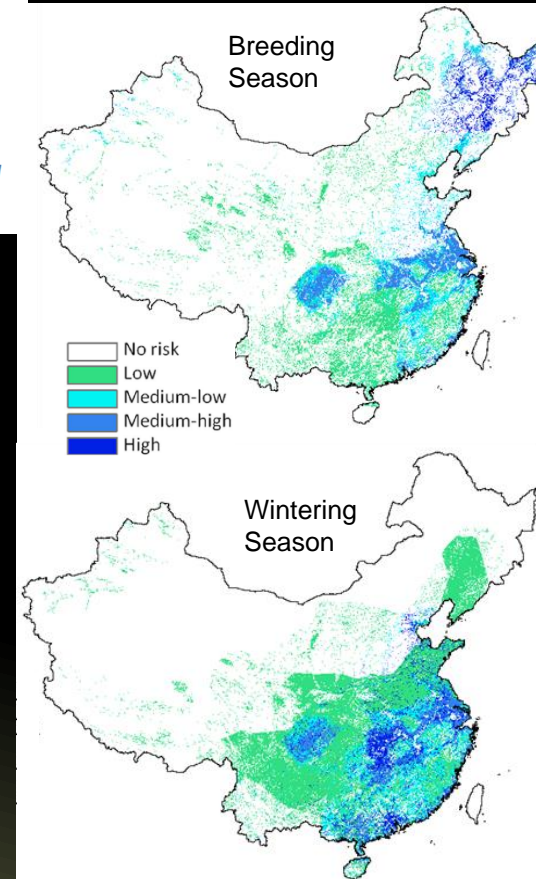 Breeding
Season
No risk
Low
Medium-low
Medium-high
High
Wintering
Season